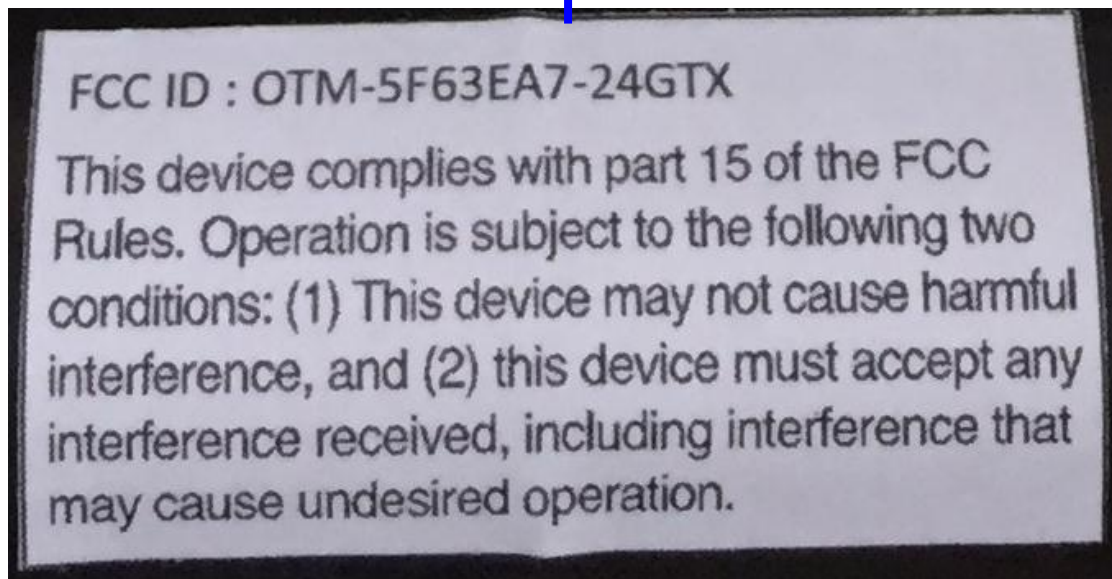 FCC ID : OTM-5F63EA7-24GTX
This device complies with part 15 of the FCC
Rules. Operation is subject to the following two
conditions: (1) This device may not cause harmful
interference, and (2) this device must accept any
interference received, including interference that
may cause undesired operation.